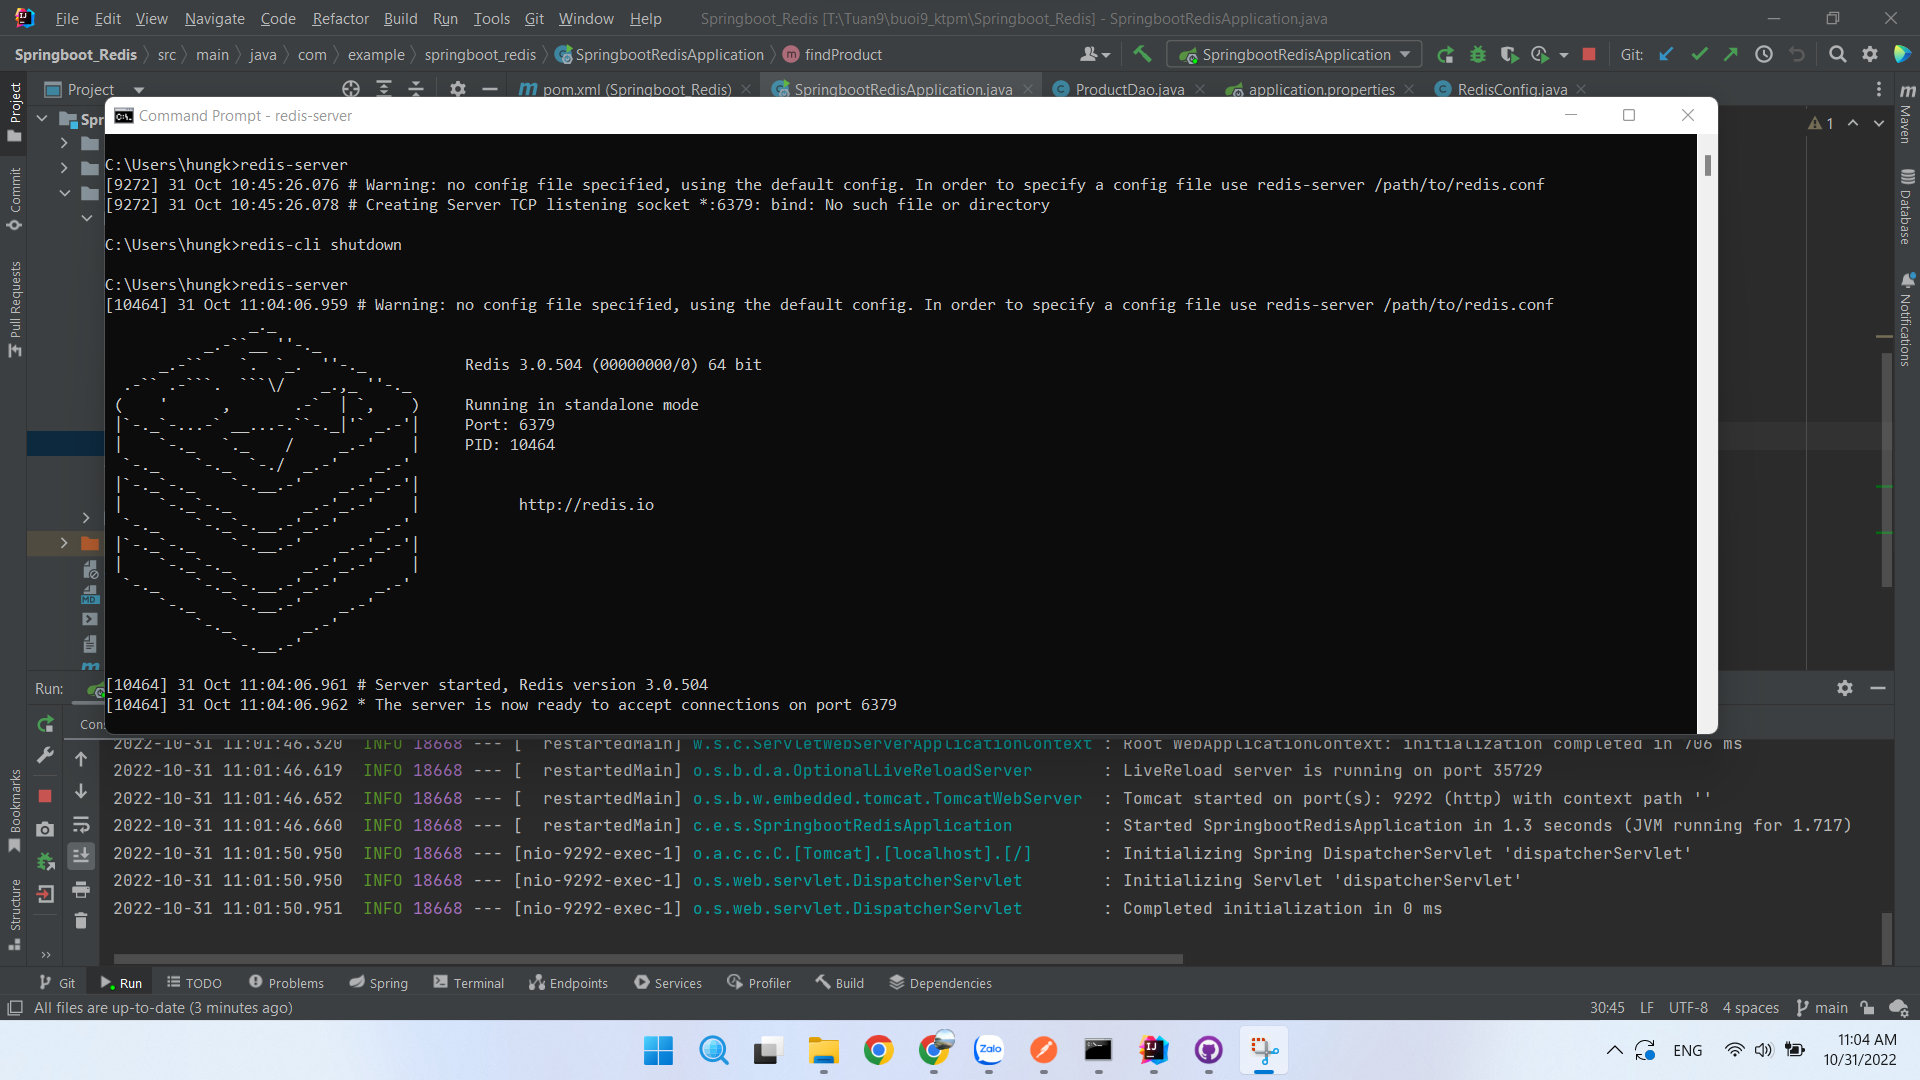 File Edit View Navigate Code Refactor Build Run Tools Git Window Help Springboot_Redis [T:\Tuan9\buoi9_ktpm\Springboot_Redis] - SpringbootRedisApplication.java
Springboot_Redis src main java com example springboot_redis SpringbootRedisApplication findProduct SpringbootRedisApplication Git:
Project pom.xml (Springboot_Redis) SpringbootRedisApplication.java ProductDao.java application.properties RedisConfig.java
Project
Commit
Pull Requests
Bookmarks
Structure
Maven
Database
Notifications
Spr
1
Command Prompt - redis-server
C:\Users\hungk>redis-server
[9272] 31 Oct 10:45:26.076 # Warning: no config file specified, using the default config. In order to specify a config file use redis-server /path/to/redis.conf
[9272] 31 Oct 10:45:26.078 # Creating Server TCP listening socket *:6379: bind: No such file or directory
C:\Users\hungk>redis-cli shutdown
C:\Users\hungk>redis-server
[10464] 31 Oct 11:04:06.959 # Warning: no config file specified, using the default config. In order to specify a config file use redis-server /path/to/redis.conf
Redis 3.0.504 (00000000/0) 64 bit
Running in standalone mode
Port: 6379
PID: 10464
http://redis.io
[10464] 31 Oct 11:04:06.961 # Server started, Redis version 3.0.504
[10464] 31 Oct 11:04:06.962 * The server is now ready to accept connections on port 6379
Run:
Con
2022-10-31 11:01:46.320 INFO 18668 --- [ restartedMain] w.s.c.ServletWebServerApplicationContext : Root WebApplicationContext: initialization completed in 706 ms
2022-10-31 11:01:46.619 INFO 18668 --- [ restartedMain] o.s.b.d.a.OptionalLiveReloadServer : LiveReload server is running on port 35729
2022-10-31 11:01:46.652 INFO 18668 --- [ restartedMain] o.s.b.w.embedded.tomcat.TomcatWebServer : Tomcat started on port(s): 9292 (http) with context path ''
2022-10-31 11:01:46.660 INFO 18668 --- [ restartedMain] c.e.s.SpringbootRedisApplication : Started SpringbootRedisApplication in 1.3 seconds (JVM running for 1.717)
2022-10-31 11:01:50.950 INFO 18668 --- [nio-9292-exec-1] o.a.c.c.C.[Tomcat].[localhost].[/] : Initializing Spring DispatcherServlet 'dispatcherServlet'
2022-10-31 11:01:50.950 INFO 18668 --- [nio-9292-exec-1] o.s.web.servlet.DispatcherServlet : Initializing Servlet 'dispatcherServlet'
2022-10-31 11:01:50.951 INFO 18668 --- [nio-9292-exec-1] o.s.web.servlet.DispatcherServlet : Completed initialization in 0 ms
Git Run TODO Problems Spring Terminal Endpoints Services Profiler Build Dependencies
All files are up-to-date (3 minutes ago) 30:45 LF UTF-8 4 spaces main
Zalo
ENG
11:04 AM
10/31/2022